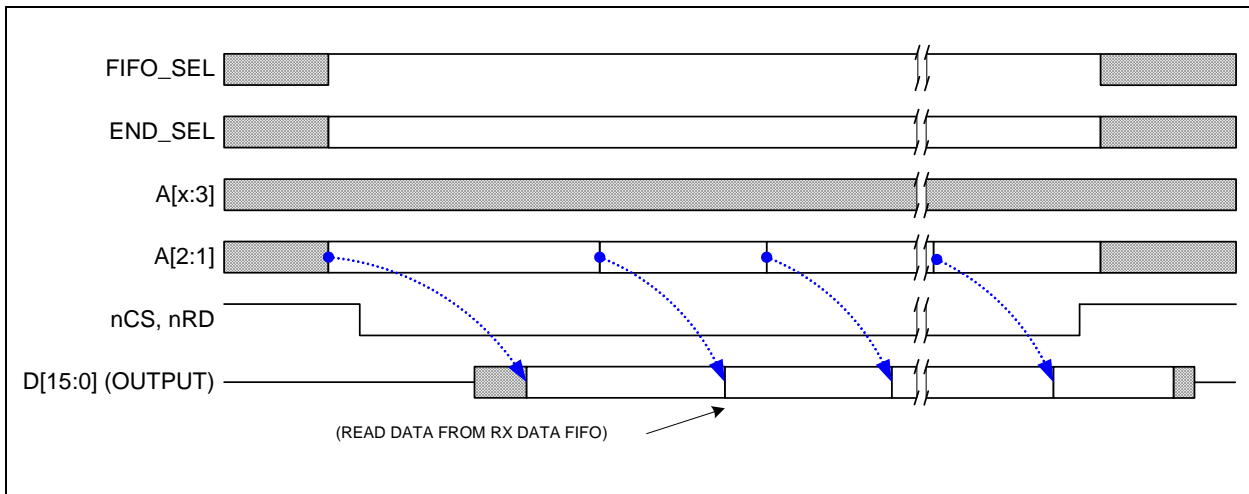 FIFO_SEL
END_SEL
A[x:3]
A[2:1]
nCS, nRD
D[15:0] (OUTPUT)
(READ DATA FROM RX DATA FIFO)